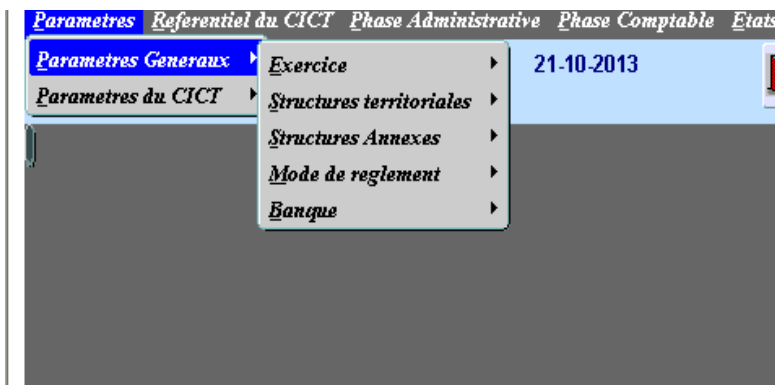 Parametres Referentiel du CICT Phase Administrative Phase Comptable Etats
Parametres Generaux Exercice 21-10-2013
Parametres du CICT Structures territoriales
Structures Annexes
Mode de reglement
Banque